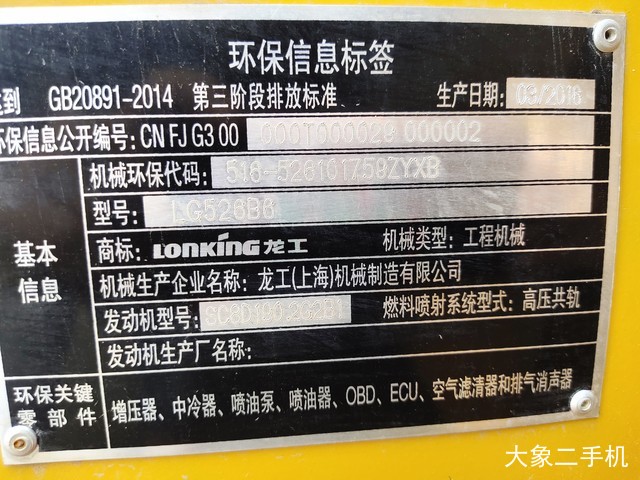 环保信息标签
达到 GB20891-2014 第三阶段排放标准 生产日期: 08/2016
环保信息公开编号: CN FJ G3 00 000T000029 000002
机械环保代码: 516-526101759ZYXB
型号: LG526B6
基本信息
商标: LONKING 龙工 机械类型: 工程机械
机械生产企业名称: 龙工(上海)机械制造有限公司
发动机型号: 燃料喷射系统型式: 高压共轨
发动机生产厂名称:
环保关键零部件
增压器、中冷器、喷油泵、喷油器、OBD、ECU、空气滤清器和排气消声器
大象二手机